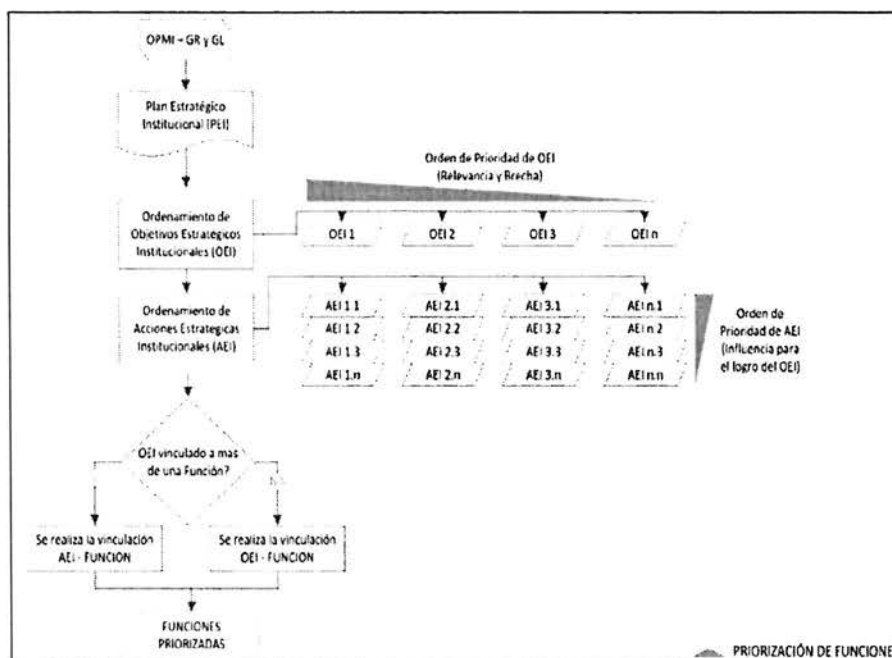 OPMI – GR y GL
Plan Estratégico
Institucional (PEI)
Orden de Prioridad de OEI
(Relevancia y Brecha)
Ordenamiento de
Objetivos Estratégicos
Institucionales (OEI)
OEI 1
OEI 2
OEI 3
OEI n
Ordenamiento de
Acciones Estrategicas
Institucionales (AEI)
AEI 1.1
AEI 2.1
AEI 3.1
AEI n.1
AEI 1.2
AEI 2.2
AEI 3.2
AEI n.2
AEI 1.3
AEI 2.3
AEI 3.3
AEI n.3
AEI 1.n
AEI 2.n
AEI 3.n
AEI n.n
Orden de
Prioridad de AEI
(Influencia para
el logro del OEI)
OEI vinculado a mas
de una Función?
Se realiza la vinculación
AEI - FUNCION
Se realiza la vinculación
OEI - FUNCION
FUNCIONES
PRIORIZADAS
PRIORIZACIÓN DE FUNCIONE